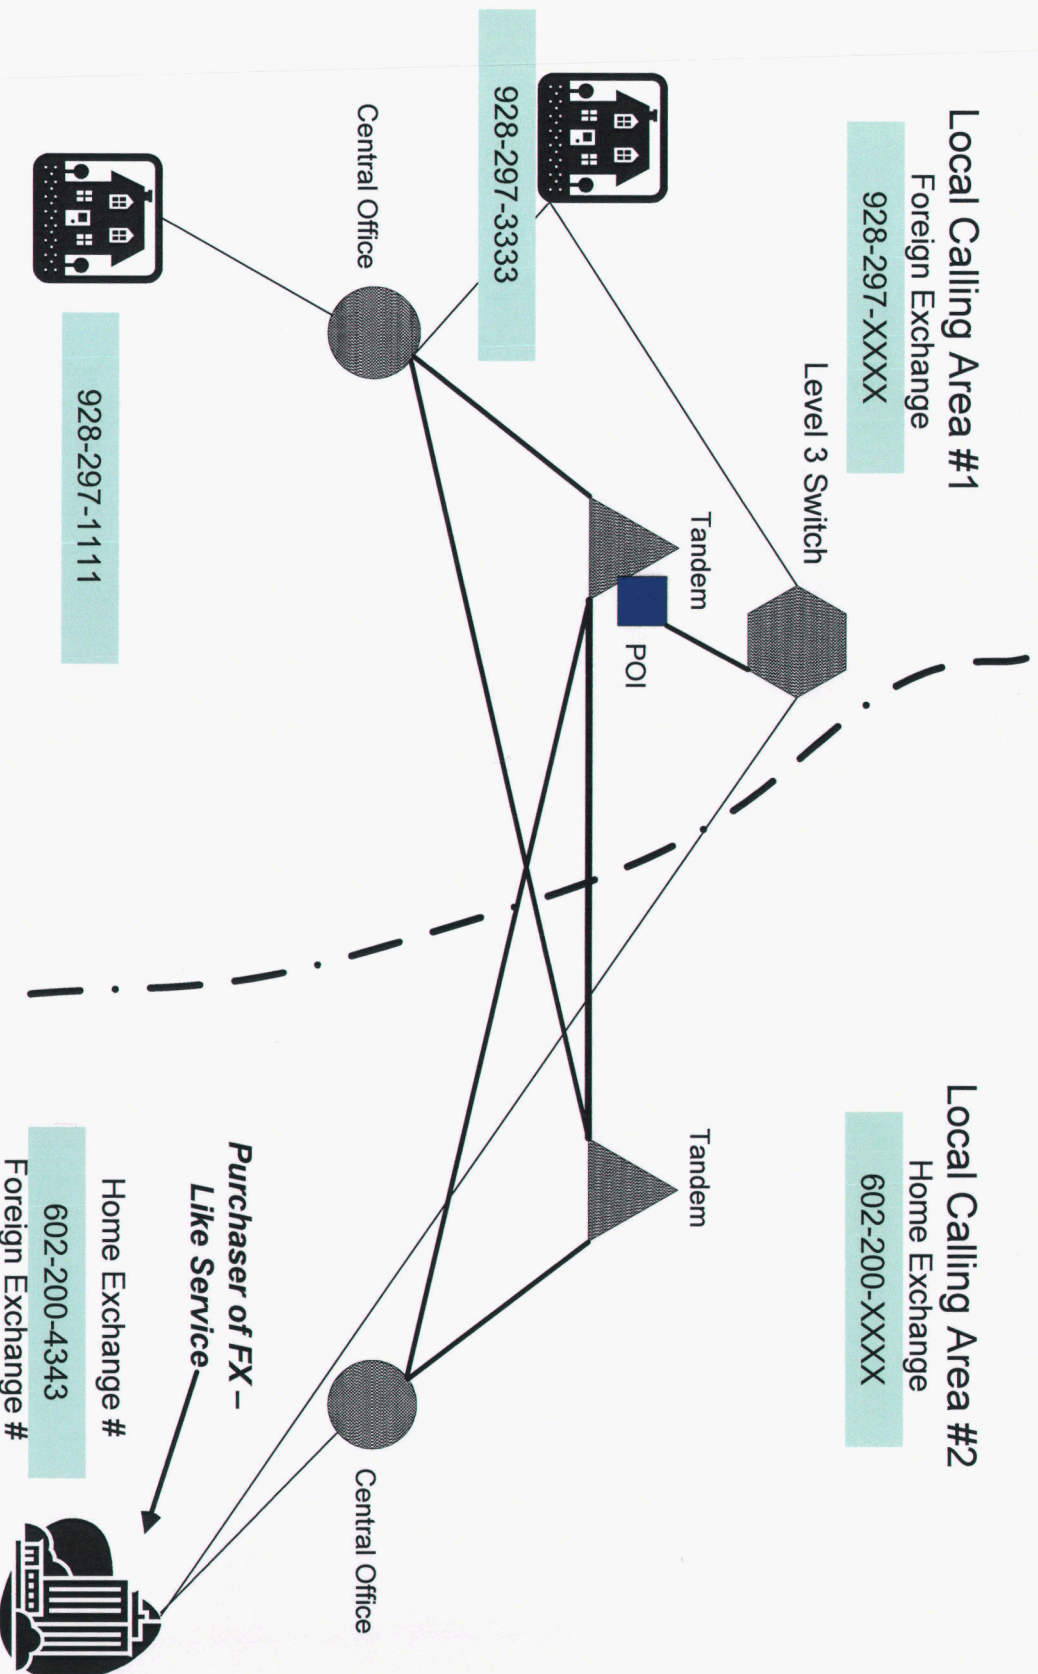 Local Calling Area #1
Foreign Exchange
928-297-XXXX
Level 3 Switch
Tandem
POI
928-297-3333
Central Office
928-297-1111
Local Calling Area #2
Home Exchange
602-200-XXXX
Tandem
Central Office
Purchaser of FX –
Like Service
Home Exchange #
602-200-4343
Foreign Exchange #